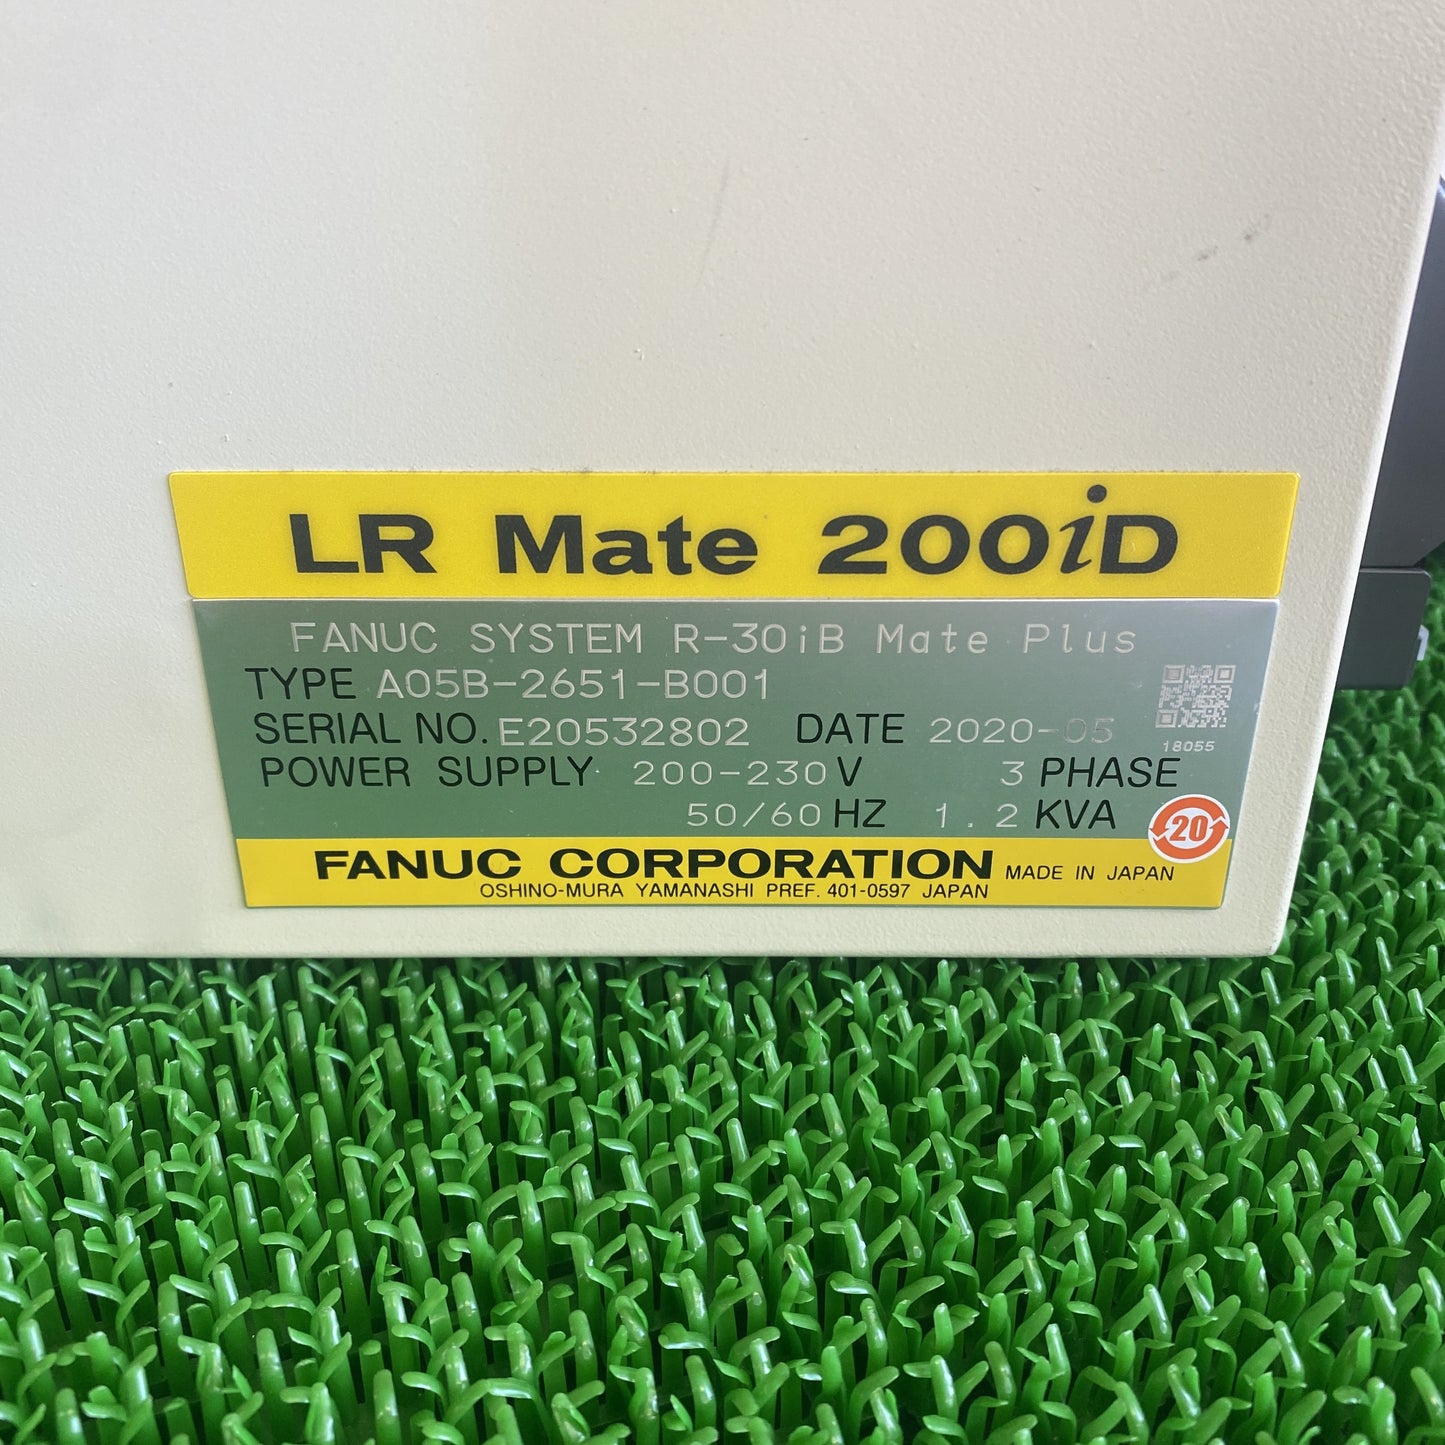 LR Mate 200iD
FANUC SYSTEM R-30iB Mate Plus
TYPE A05B-2651-B001
SERIAL NO. E20532802 DATE 2020-05
18055
POWER SUPPLY 200-230 V 3 PHASE
50/60 HZ 1.2 KVA
20
FANUC CORPORATION MADE IN JAPAN
OSHINO-MURA YAMANASHI PREF. 401-0597 JAPAN